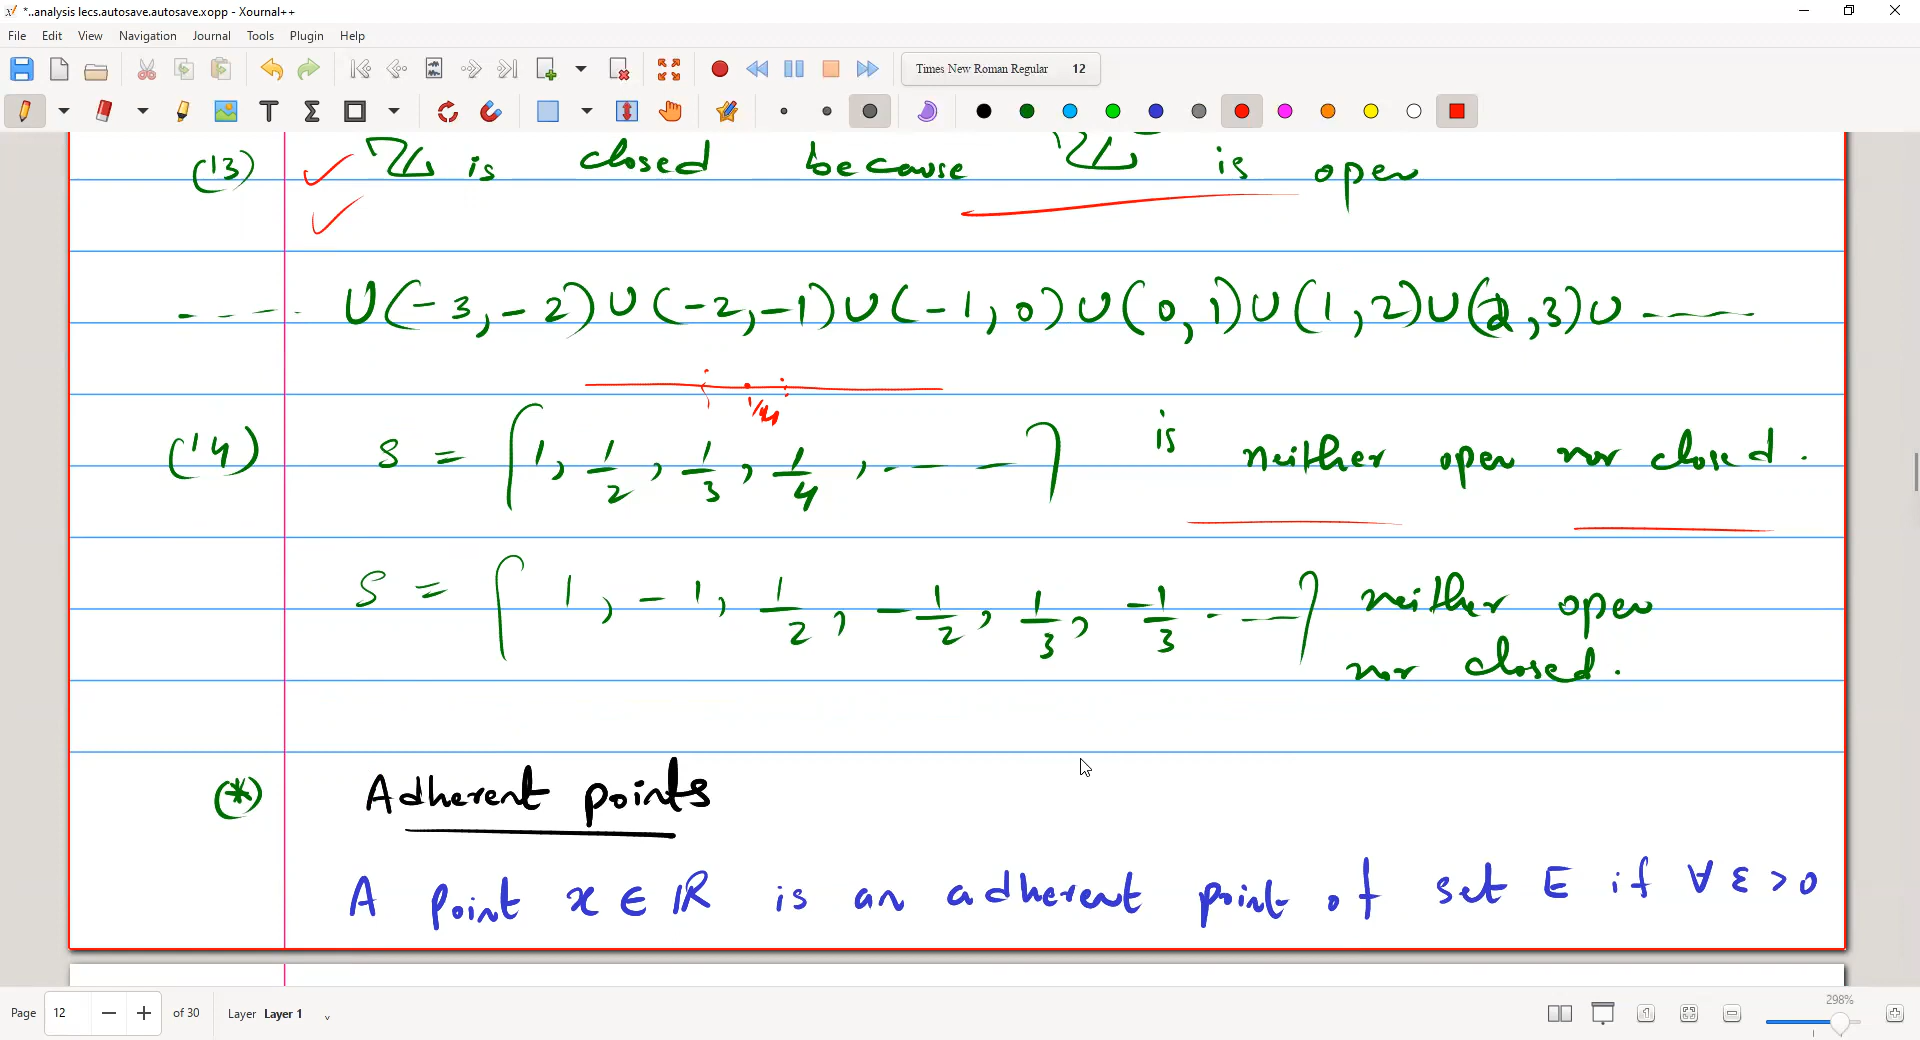 *..analysis lecs.autosave.autosave.xopp - Xournal++
File Edit View Navigation Journal Tools Plugin Help
Times New Roman Regular 12
(13) ℤ is closed because ℤᶜ is open
----- U(-3,-2)U(-2,-1)U(-1,0)U(0,1)U(1,2)U(2,3)U -----
1/4
(14) S = {1, 1/2, 1/3, 1/4, ------} is neither open nor closed.
S = {1, -1, 1/2, -1/2, 1/3, -1/3 ---} neither open
nor closed.
(*) Adherent points
A point x ∈ ℝ is an adherent point of set E if ∀ ε > 0
Page 12 of 30 Layer Layer 1
298%